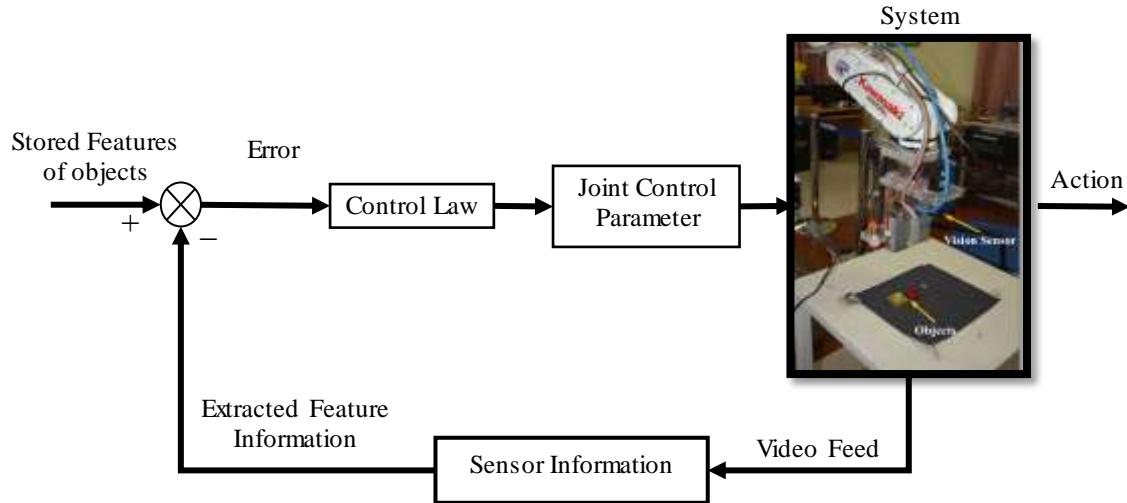 System
Stored Features
of objects
Error
+
−
Control Law
Joint Control
Parameter
Kawasaki
Vision Sensor
Objects
Action
Extracted Feature
Information
Sensor Information
Video Feed